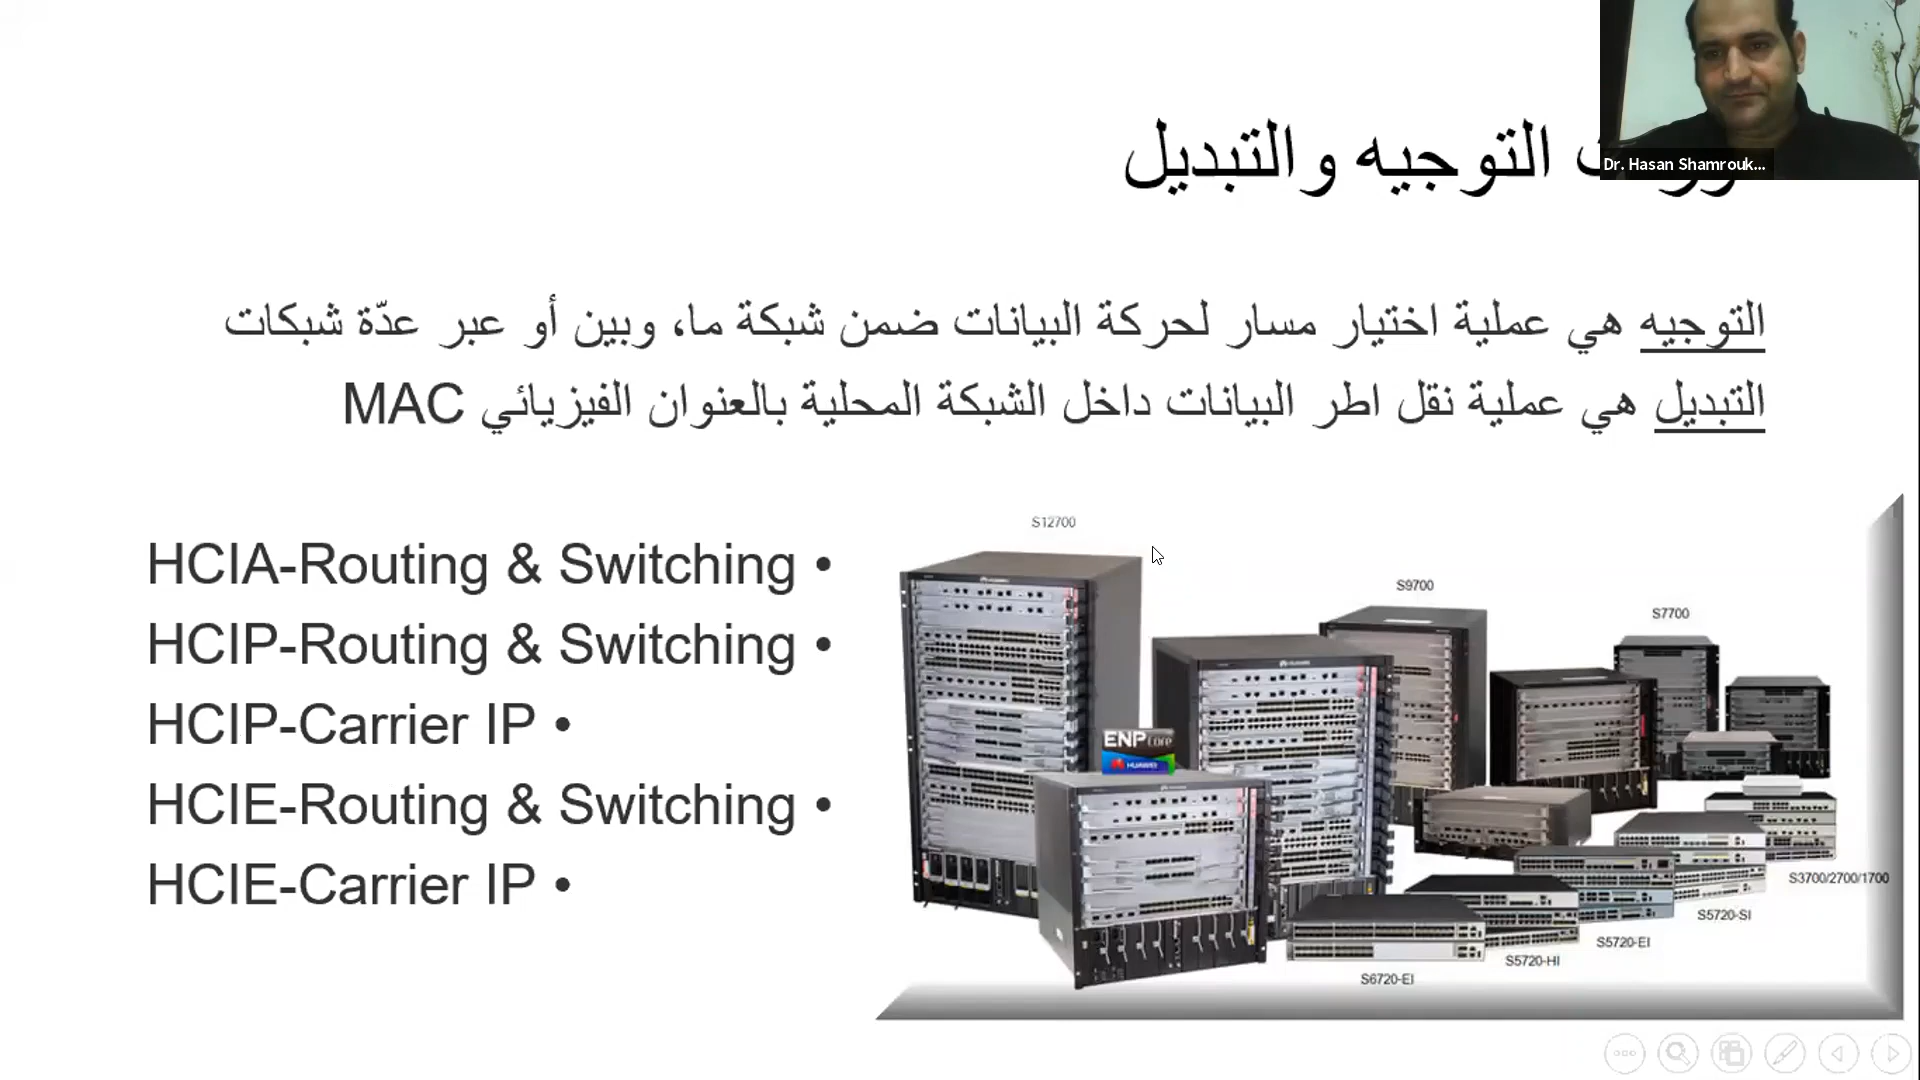 Dr. Hasan Shamrouk...
التوجيه والتبديل
التوجيه هي عملية اختيار مسار لحركة البيانات ضمن شبكة ما، وبين أو عبر عدّة شبكات
التبديل هي عملية نقل اطر البيانات داخل الشبكة المحلية بالعنوان الفيزيائي MAC
HCIA-Routing & Switching •
HCIP-Routing & Switching •
HCIP-Carrier IP •
HCIE-Routing & Switching •
HCIE-Carrier IP •
S12700
S9700
S7700
ENP core
HUAWEI
S3700/2700/1700
S5720-SI
S5720-EI
S5720-HI
S6720-EI